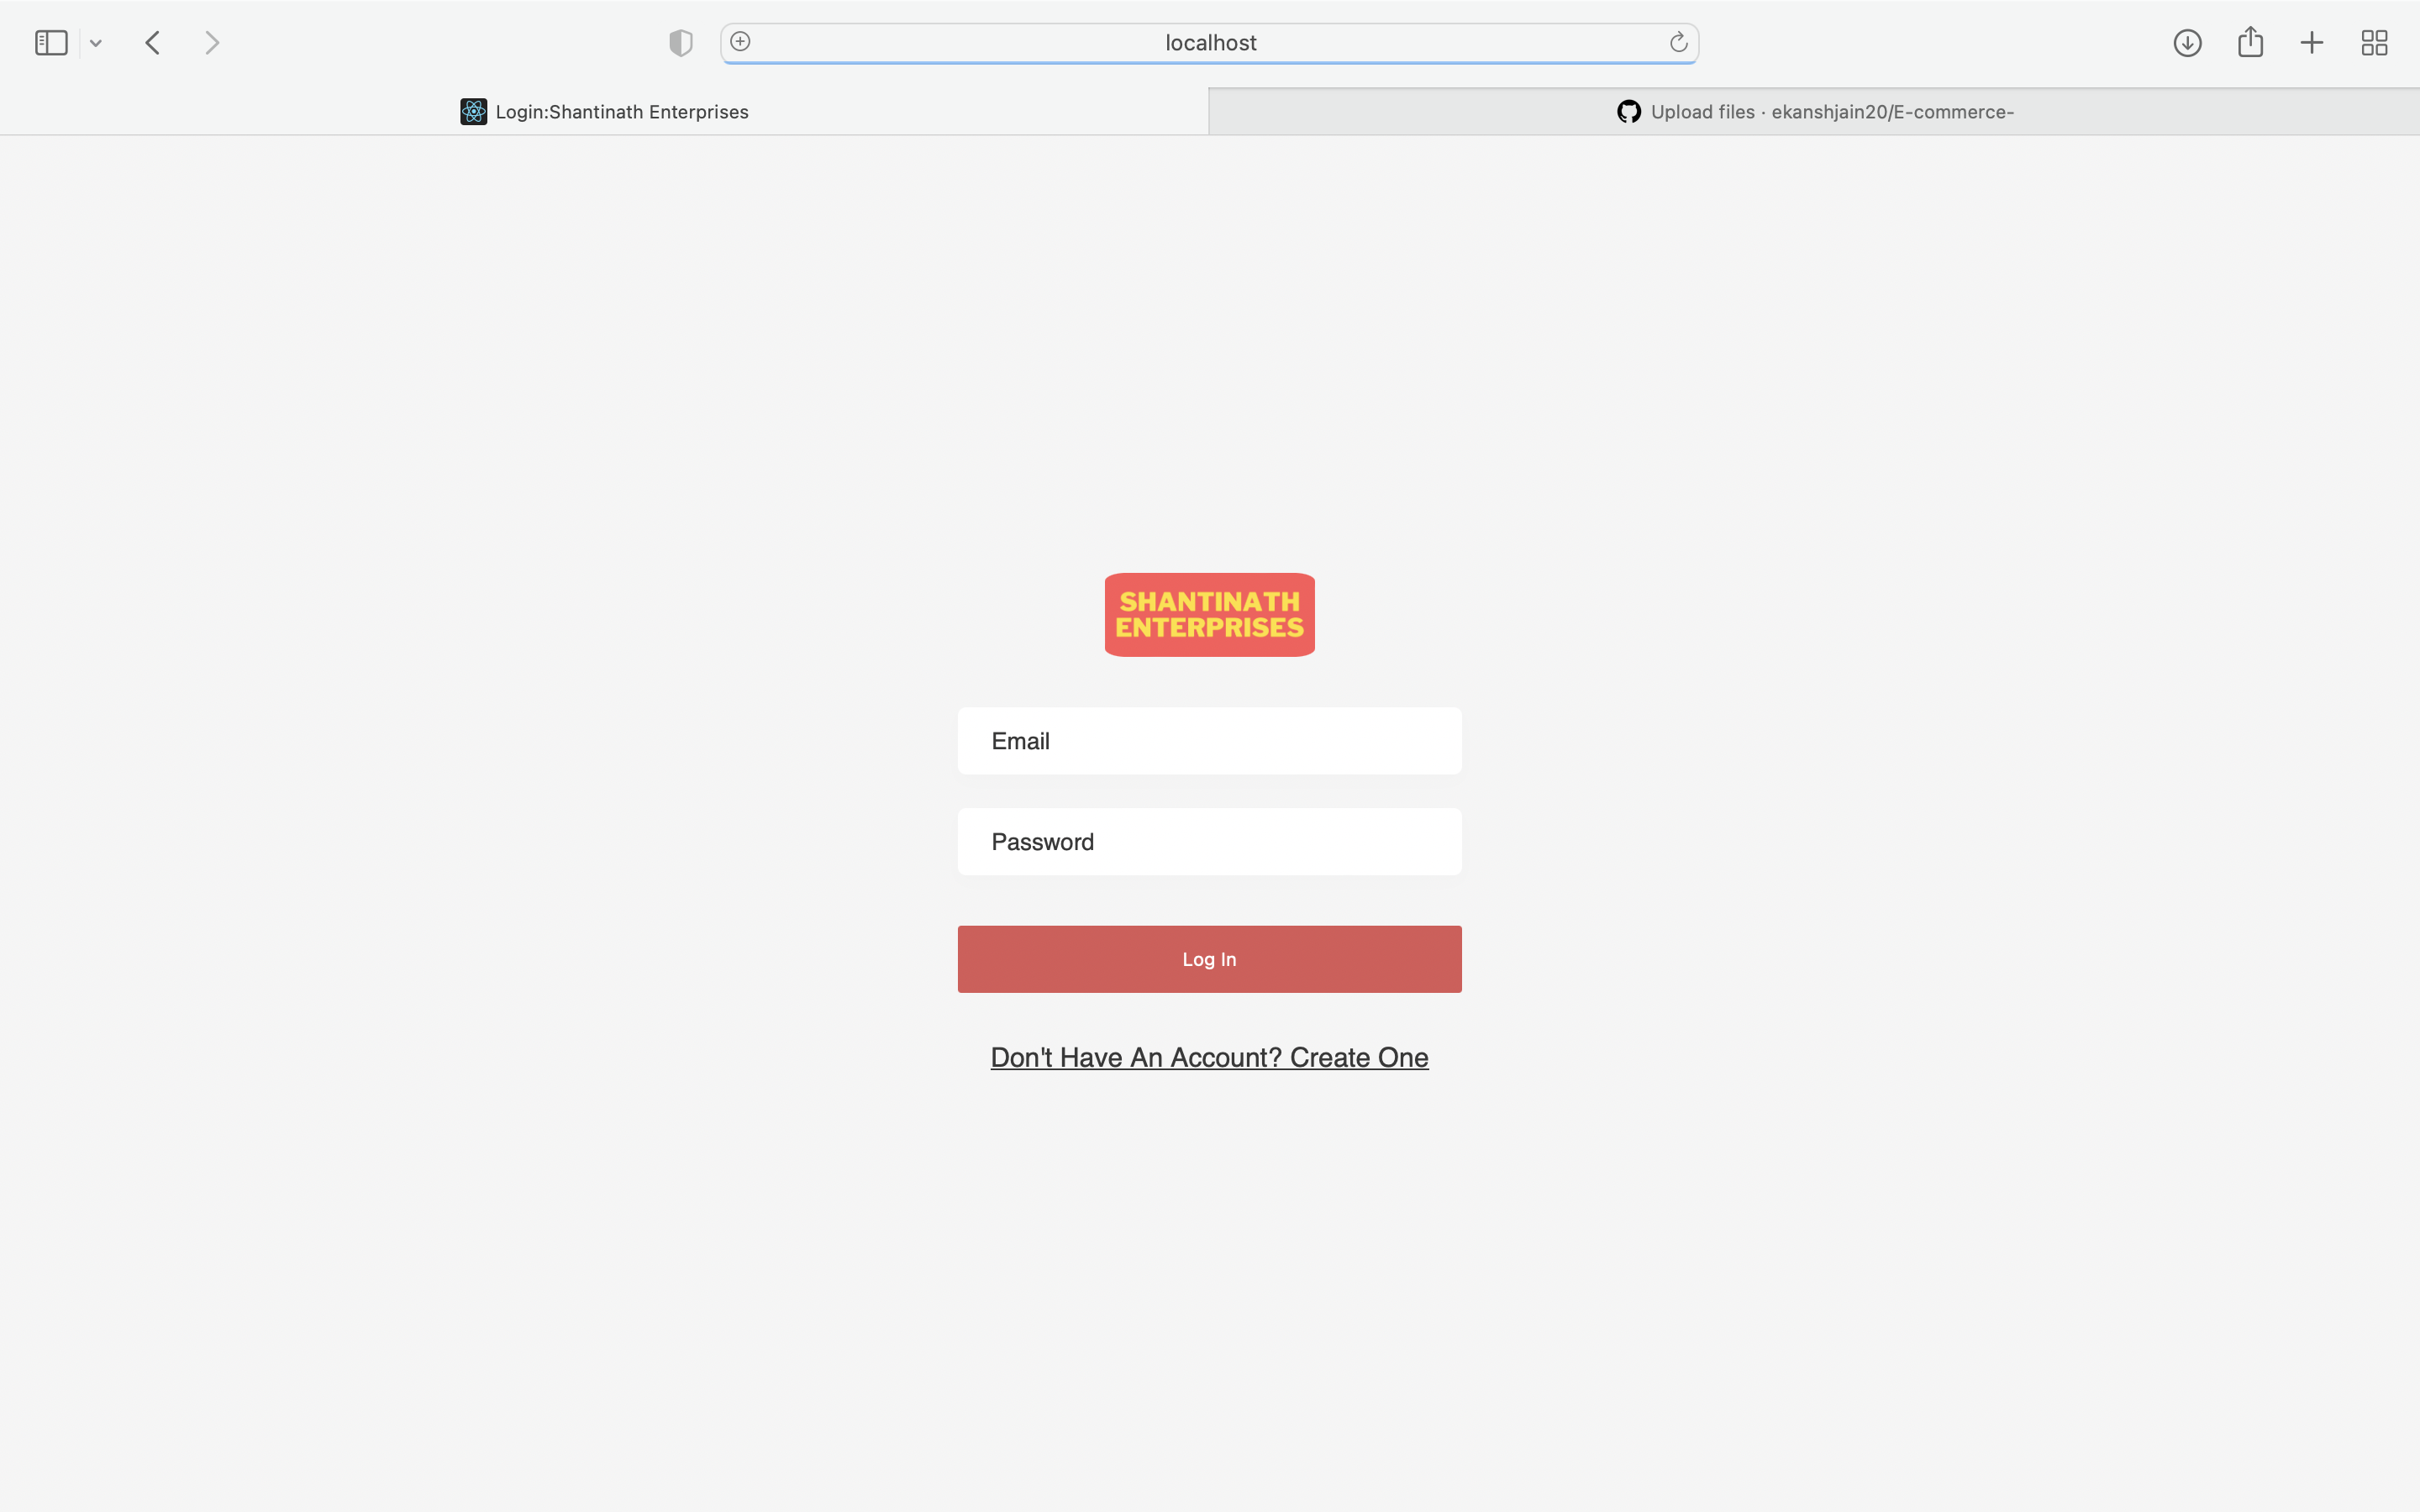 localhost
Login:Shantinath Enterprises
Upload files · ekanshjain20/E-commerce-
SHANTINATH
ENTERPRISES
Email
Password
Log In
Don't Have An Account? Create One